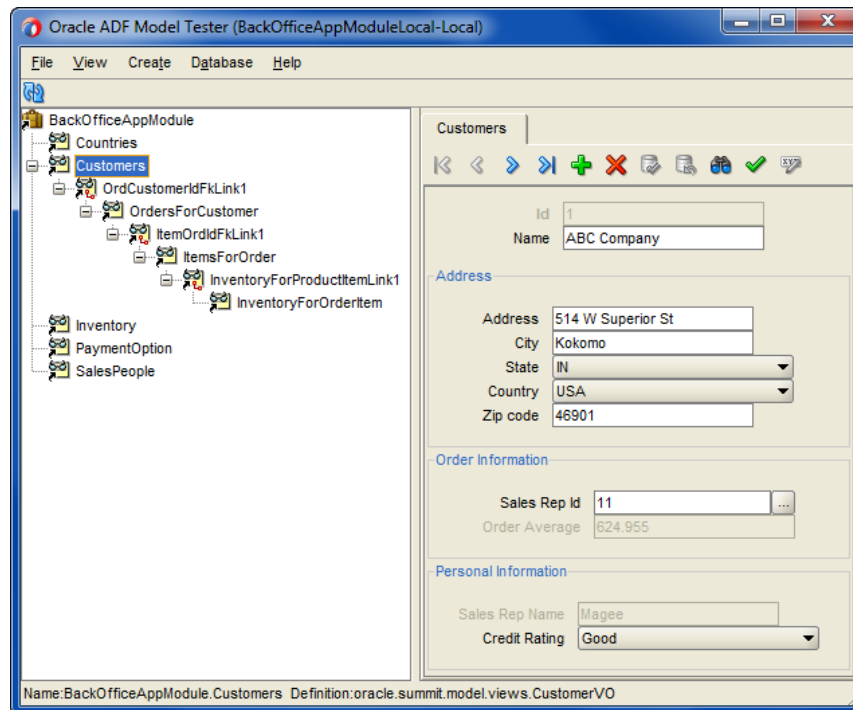 Oracle ADF Model Tester (BackOfficeAppModuleLocal-Local)
File View Create Database Help
BackOfficeAppModule
Countries
Customers
OrdCustomerIdFkLink1
OrdersForCustomer
ItemOrdIdFkLink1
ItemsForOrder
InventoryForProductItemLink1
InventoryForOrderItem
Inventory
PaymentOption
SalesPeople
Customers
xyz
Id 1
Name ABC Company
Address
Address 514 W Superior St
City Kokomo
State IN
Country USA
Zip code 46901
Order Information
Sales Rep Id 11 ...
Order Average 624.955
Personal Information
Sales Rep Name Magee
Credit Rating Good
Name:BackOfficeAppModule.Customers Definition:oracle.summit.model.views.CustomerVO